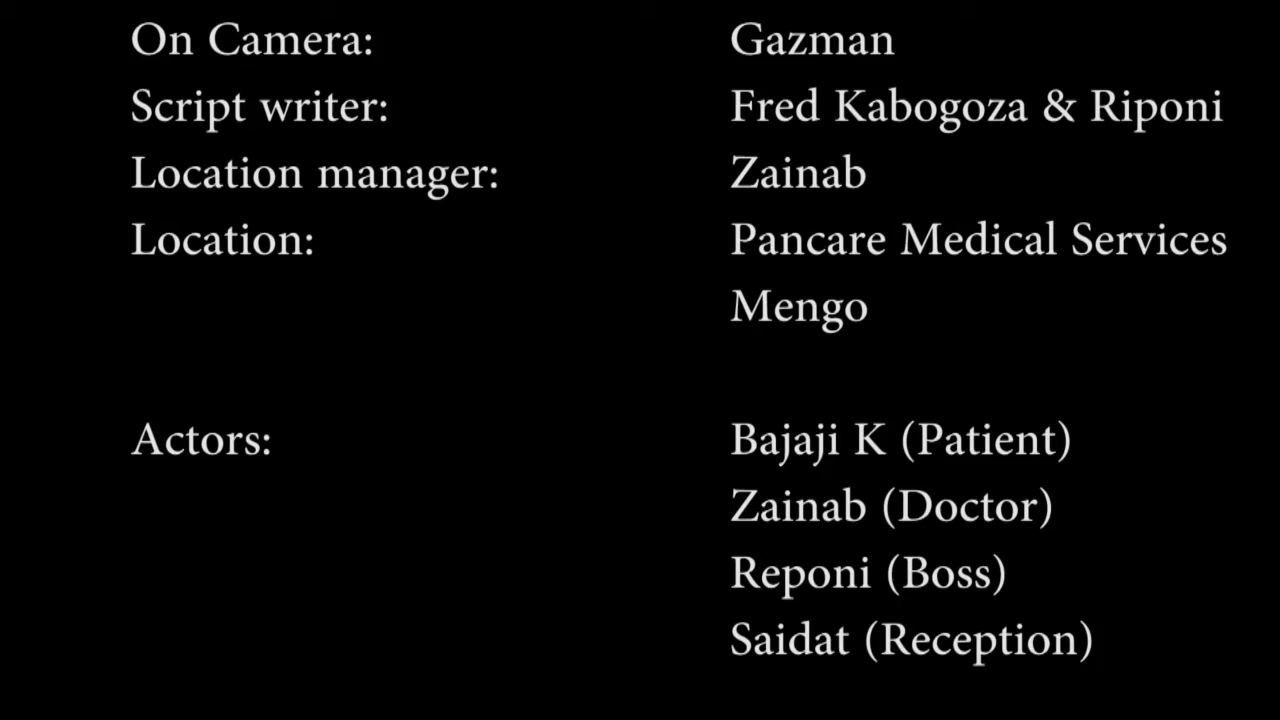 On Camera: Gazman
Script writer: Fred Kabogoza & Riponi
Location manager: Zainab
Location: Pancare Medical Services
Mengo
Actors: Bajaji K (Patient)
Zainab (Doctor)
Reponi (Boss)
Saidat (Reception)